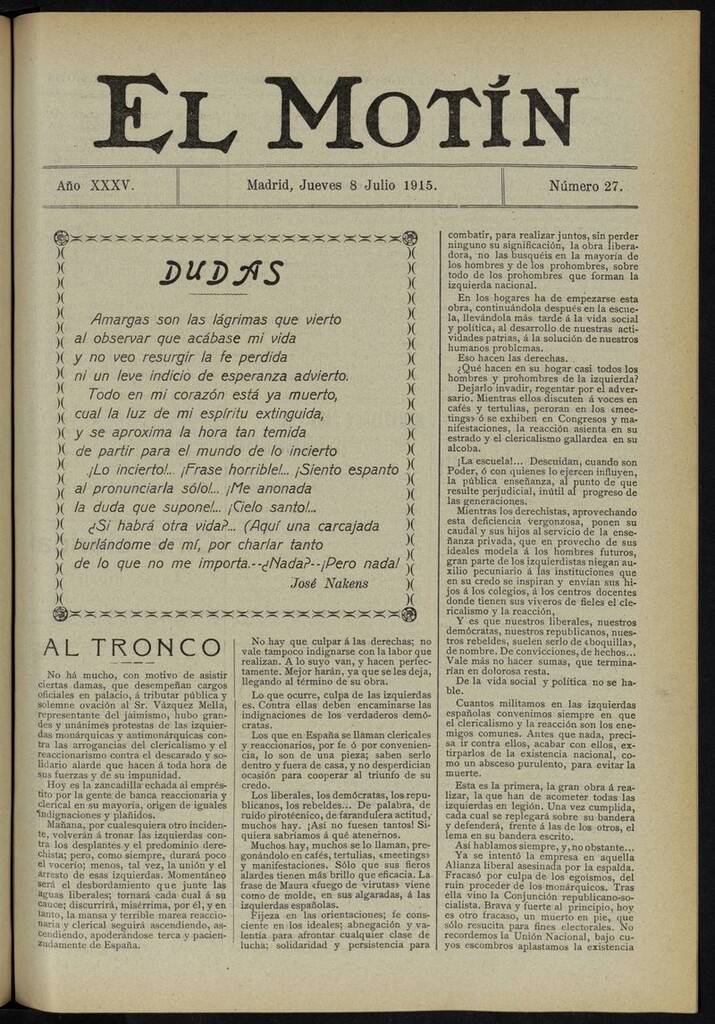 EL MOTÍN
Año XXXV.
Madrid, Jueves 8 Julio 1915.
Número 27.
DUDAS
Amargas son las lágrimas que vierto
al observar que acábase mi vida
y no veo resurgir la fe perdida
ni un leve indicio de esperanza advierto.
Todo en mi corazón está ya muerto,
cual la luz de mi espíritu extinguida,
y se aproxima la hora tan temida
de partir para el mundo de lo incierto
¡Lo incierto!... ¡Frase horrible!... ¡Siento espanto
al pronunciarla sólo!... ¡Me anonada
la duda que supone!... ¡Cielo santo!...
¿Si habrá otra vida?... (Aquí una carcajada
burlándome de mí, por charlar tanto
de lo que no me importa.--¿Nada?--¡Pero nada!
José Nakens
AL TRONCO
No há mucho, con motivo de asistir
ciertas damas, que desempeñan cargos
oficiales en palacio, á tributar pública y
solemne ovación al Sr. Vázquez Mella,
representante del jaimismo, hubo gran-
des y unánimes protestas de las izquier-
das monárquicas y antimonárquicas con-
tra las arrogancias del clericalismo y el
reaccionarismo contra el descarado y so-
lidario alarde que hacen á toda hora de
sus fuerzas y de su impunidad.
Hoy es la zancadilla echada al emprés-
tito por la gente de banca reaccionaria y
clerical en su mayoría, origen de iguales
indignaciones y plañidos.
Mañana, por cualesquiera otro inciden-
te, volverán á tronar las izquierdas con-
tra los desplantes y el predominio dere-
chista; pero, como siempre, durará poco
el vocerío; menos, tal vez, la unión y el
arresto de esas izquierdas. Momentáneo
será el desbordamiento que junte las
aguas liberales; tornará cada cual á su
cauce; discurrirá, misérrima, por él, y en
tanto, la mansa y terrible marea reaccio-
naria y clerical seguirá ascendiendo, as-
cendiendo, apoderándose terca y pacien-
zudamente de España.
No hay que culpar á las derechas; no
vale tampoco indignarse con la labor que
realizan. A lo suyo van, y hacen perfec-
tamente. Mejor harán, ya que se les deja,
llegando al término de su obra.
Lo que ocurre, culpa de las izquierdas
es. Contra ellas deben encaminarse las
indignaciones de los verdaderos demó-
cratas.
Los que en España se llaman clericales
y reaccionarios, por fe ó por convenien-
cia, lo son de una pieza; saben serlo
dentro y fuera de casa, y no desperdician
ocasión para cooperar al triunfo de su
credo.
Los liberales, los demócratas, los repu-
blicanos, los rebeldes... De palabra, de
ruido pirotécnico, de farandulera actitud,
muchos hay. ¡Así no fuesen tantos! Si-
quiera sabríamos á qué atenernos.
Muchos hay, muchos se lo llaman, pre-
gonándolo en cafés, tertulias, «meetings»
y manifestaciones. Sólo que sus fieros
alardes tienen más brillo que eficacia. La
frase de Maura «fuego de virutas» viene
como de molde, en sus algaradas, á las
izquierdas españolas.
Fijeza en las orientaciones; fe cons-
ciente en los ideales; abnegación y va-
lentía para afrontar cualquier clase de
lucha; solidaridad y persistencia para
combatir, para realizar juntos, sin perder
ninguno su significación, la obra libera-
dora, no las busquéis en la mayoría de
los hombres y de los prohombres, sobre
todo de los prohombres que forman la
izquierda nacional.
En los hogares ha de empezarse esta
obra, continuándola después en la escue-
la, llevándola más tarde á la vida social
y política, al desarrollo de nuestras acti-
vidades patrias, á la solución de nuestros
humanos problemas.
Eso hacen las derechas.
¿Qué hacen en su hogar casi todos los
hombres y prohombres de la izquierda?
Dejarlo invadir, regentar por el adver-
sario. Mientras ellos discuten á voces en
cafés y tertulias, peroran en los «mee-
tings» ó se exhiben en Congresos y ma-
nifestaciones, la reacción asienta en su
estrado y el clericalismo gallardea en su
alcoba.
¡La escuela!... Descuidan, cuando son
Poder, ó con quienes lo ejercen influyen,
la pública enseñanza, al punto de que
resulte perjudicial, inútil al progreso de
las generaciones.
Mientras los derechistas, aprovechando
esta deficiencia vergonzosa, ponen su
caudal y sus hijos al servicio de la ense-
ñanza privada, que en provecho de sus
ideales modela á los hombres futuros,
gran parte de los izquierdistas niegan au-
xilio pecuniario á las instituciones que
en su credo se inspiran y envían sus hi-
jos á los colegios, á los centros docentes
donde tienen sus viveros de fieles el cle-
ricalismo y la reacción,
Y es que nuestros liberales, nuestros
demócratas, nuestros republicanos, nues-
tros rebeldes, suelen serlo de «boquilla»,
de nombre. De convicciones, de hechos...
Vale más no hacer sumas, que termina-
rían en dolorosa resta.
De la vida social y política no se ha-
ble.
Cuantos militamos en las izquierdas
españolas convenimos siempre en que
el clericalismo y la reacción son los ene-
migos comunes. Antes que nada, preci-
sa ir contra ellos, acabar con ellos, ex-
tirparlos de la existencia nacional, co-
mo un absceso purulento, para evitar la
muerte.
Esta es la primera, la gran obra á rea-
lizar, la que han de acometer todas las
izquierdas en legión. Una vez cumplida,
cada cual se replegará sobre su bandera
y defenderá, frente á las de los otros, el
lema en su bandera escrito.
Así hablamos siempre, y, no obstante...
Ya se intentó la empresa en aquella
Alianza liberal asesinada por la espalda.
Fracasó por culpa de los egoísmos, del
ruin proceder de los monárquicos. Tras
ella vino la Conjunción republicano-so-
cialista. Brava y fuerte al principio, hoy
es otro fracaso, un muerto en pie, que
sólo resucita para fines electorales. No
recordemos la Unión Nacional, bajo cu-
yos escombros aplastamos la existencia